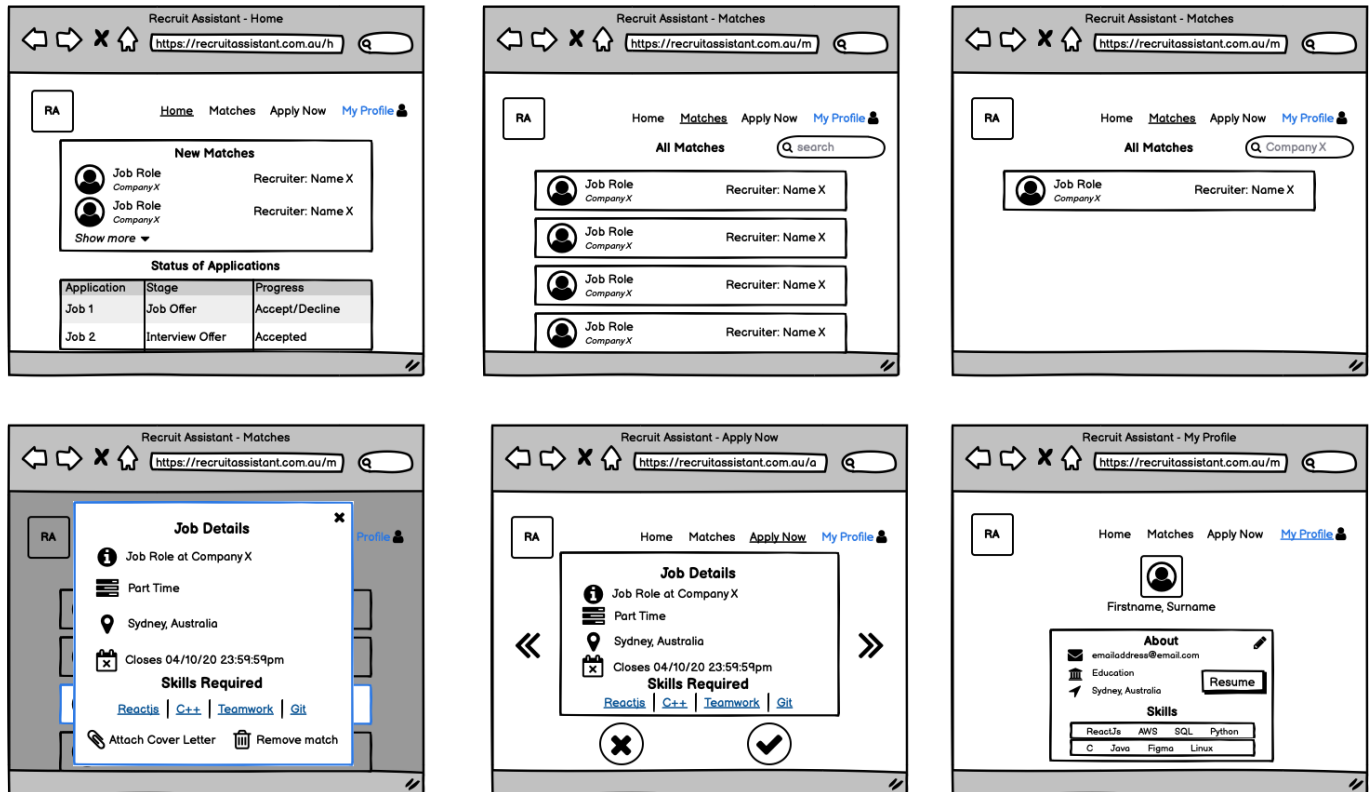 Recruit Assistant - Home
https://recruitassistant.com.au/h
RA
Home Matches Apply Now My Profile
New Matches
Job Role
Company X
Recruiter: Name X
Job Role
Company X
Recruiter: Name X
Show more
Status of Applications
Application Stage Progress
Job 1 Job Offer Accept/Decline
Job 2 Interview Offer Accepted
Recruit Assistant - Matches
https://recruitassistant.com.au/m
RA
Home Matches Apply Now My Profile
All Matches
search
Job Role
Company X
Recruiter: Name X
Job Role
Company X
Recruiter: Name X
Job Role
Company X
Recruiter: Name X
Job Role
Company X
Recruiter: Name X
Recruit Assistant - Matches
https://recruitassistant.com.au/m
RA
Home Matches Apply Now My Profile
All Matches
Company X
Job Role
Company X
Recruiter: Name X
Recruit Assistant - Matches
https://recruitassistant.com.au/m
RA
Profile
Job Details
Job Role at Company X
Part Time
Sydney, Australia
Closes 04/10/20 23:59:59pm
Skills Required
Reactjs C++ Teamwork Git
Attach Cover Letter Remove match
Recruit Assistant - Apply Now
https://recruitassistant.com.au/a
RA
Home Matches Apply Now My Profile
Job Details
Job Role at Company X
Part Time
Sydney, Australia
Closes 04/10/20 23:59:59pm
Skills Required
Reactjs C++ Teamwork Git
Recruit Assistant - My Profile
https://recruitassistant.com.au/m
RA
Home Matches Apply Now My Profile
Firstname, Surname
About
emailaddress@email.com
Education
Sydney, Australia
Resume
Skills
ReactJs AWS SQL Python
C Java Figma Linux